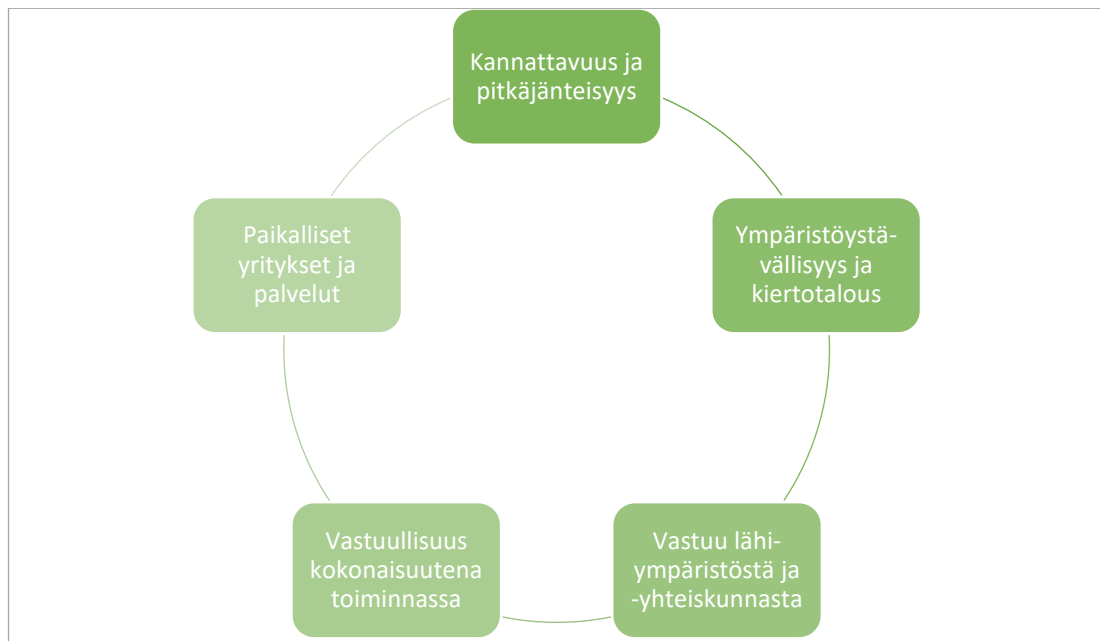 Kannattavuus ja
pitkäjänteisyys
Ympäristöystä-
vällisyys ja
kiertotalous
Vastuu lähi-
ympäristöstä ja
-yhteiskunnasta
Vastuullisuus
kokonaisuutena
toiminnassa
Paikalliset
yritykset ja
palvelut